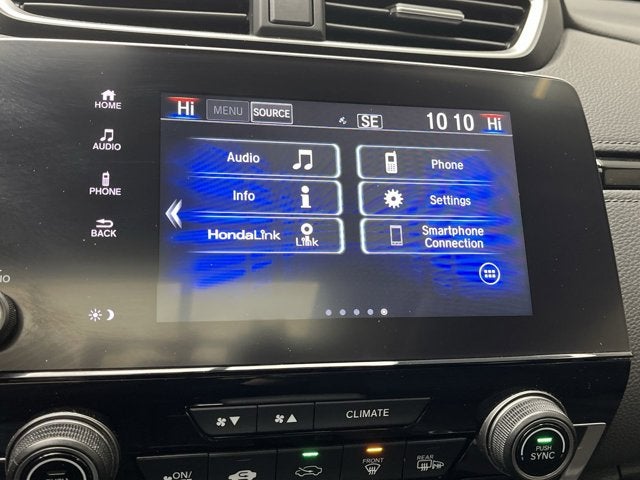 HOME
AUDIO
PHONE
BACK
Hi MENU SOURCE SE 10 10 Hi
Audio Phone
Info Settings
HondaLink Link Smartphone
Connection
CLIMATE
ON/
FRONT
REAR
PUSH
SYNC